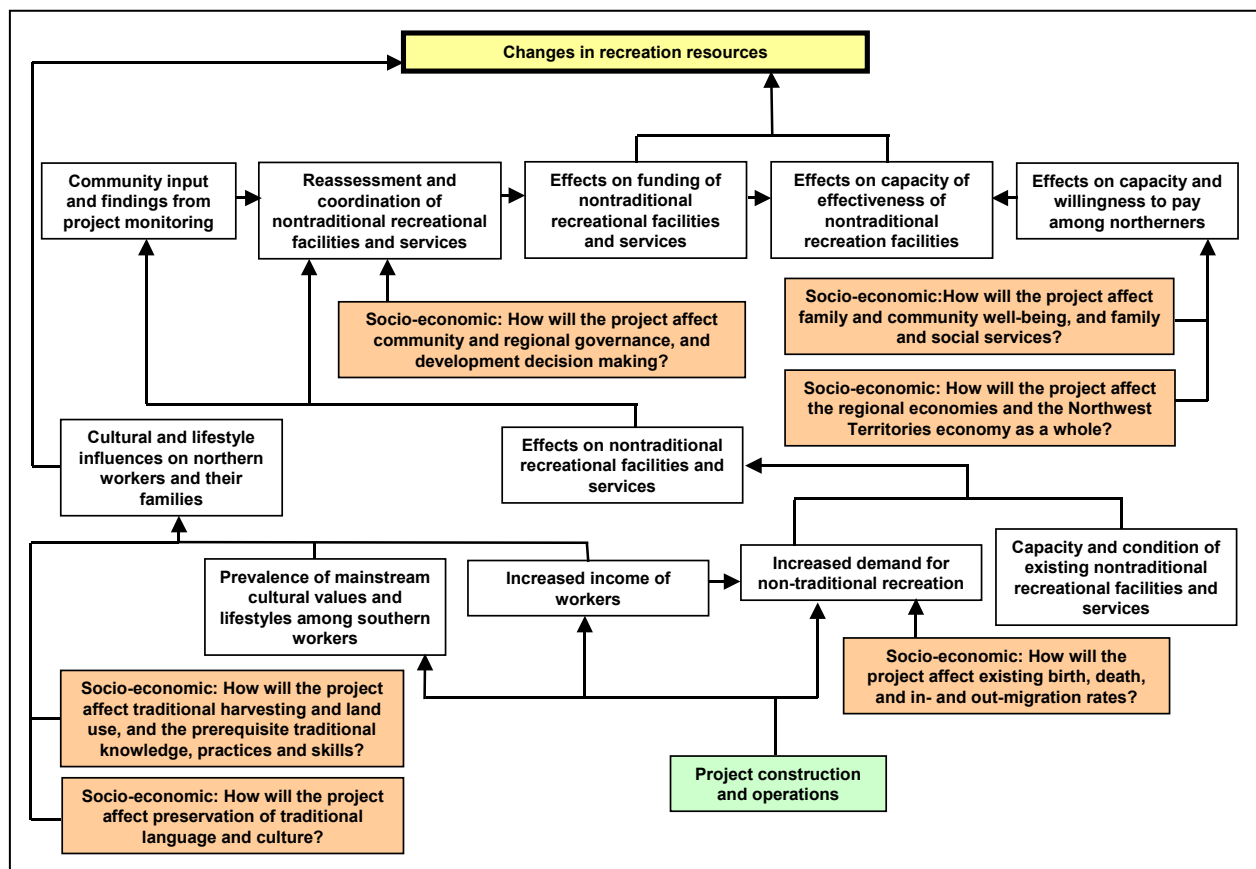 Changes in recreation resources
Community input
and findings from
project monitoring
Reassessment and
coordination of
nontraditional recreational
facilities and services
Effects on funding of
nontraditional
recreational facilities
and services
Effects on capacity of
effectiveness of
nontraditional
recreation facilities
Effects on capacity and
willingness to pay
among northerners
Socio-economic: How will the project affect
community and regional governance, and
development decision making?
Socio-economic:How will the project affect
family and community well-being, and family
and social services?
Socio-economic: How will the project affect
the regional economies and the Northwest
Territories economy as a whole?
Cultural and lifestyle
influences on northern
workers and their
families
Effects on nontraditional
recreational facilities and
services
Prevalence of mainstream
cultural values and
lifestyles among southern
workers
Increased income of
workers
Increased demand for
non-traditional recreation
Capacity and condition of
existing nontraditional
recreational facilities and
services
Socio-economic: How will the
project affect existing birth, death,
and in- and out-migration rates?
Socio-economic: How will the project
affect traditional harvesting and land
use, and the prerequisite traditional
knowledge, practices and skills?
Project construction
and operations
Socio-economic: How will the project
affect preservation of traditional
language and culture?